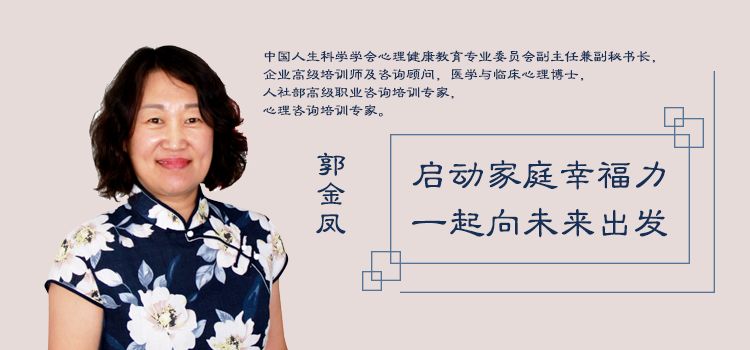 中国人生科学学会心理健康教育专业委员会副主任兼副秘书长，
企业高级培训师及咨询顾问，医学与临床心理博士，
人社部高级职业咨询培训专家，
心理咨询培训专家。
郭金凤
启动家庭幸福力
一起向未来出发